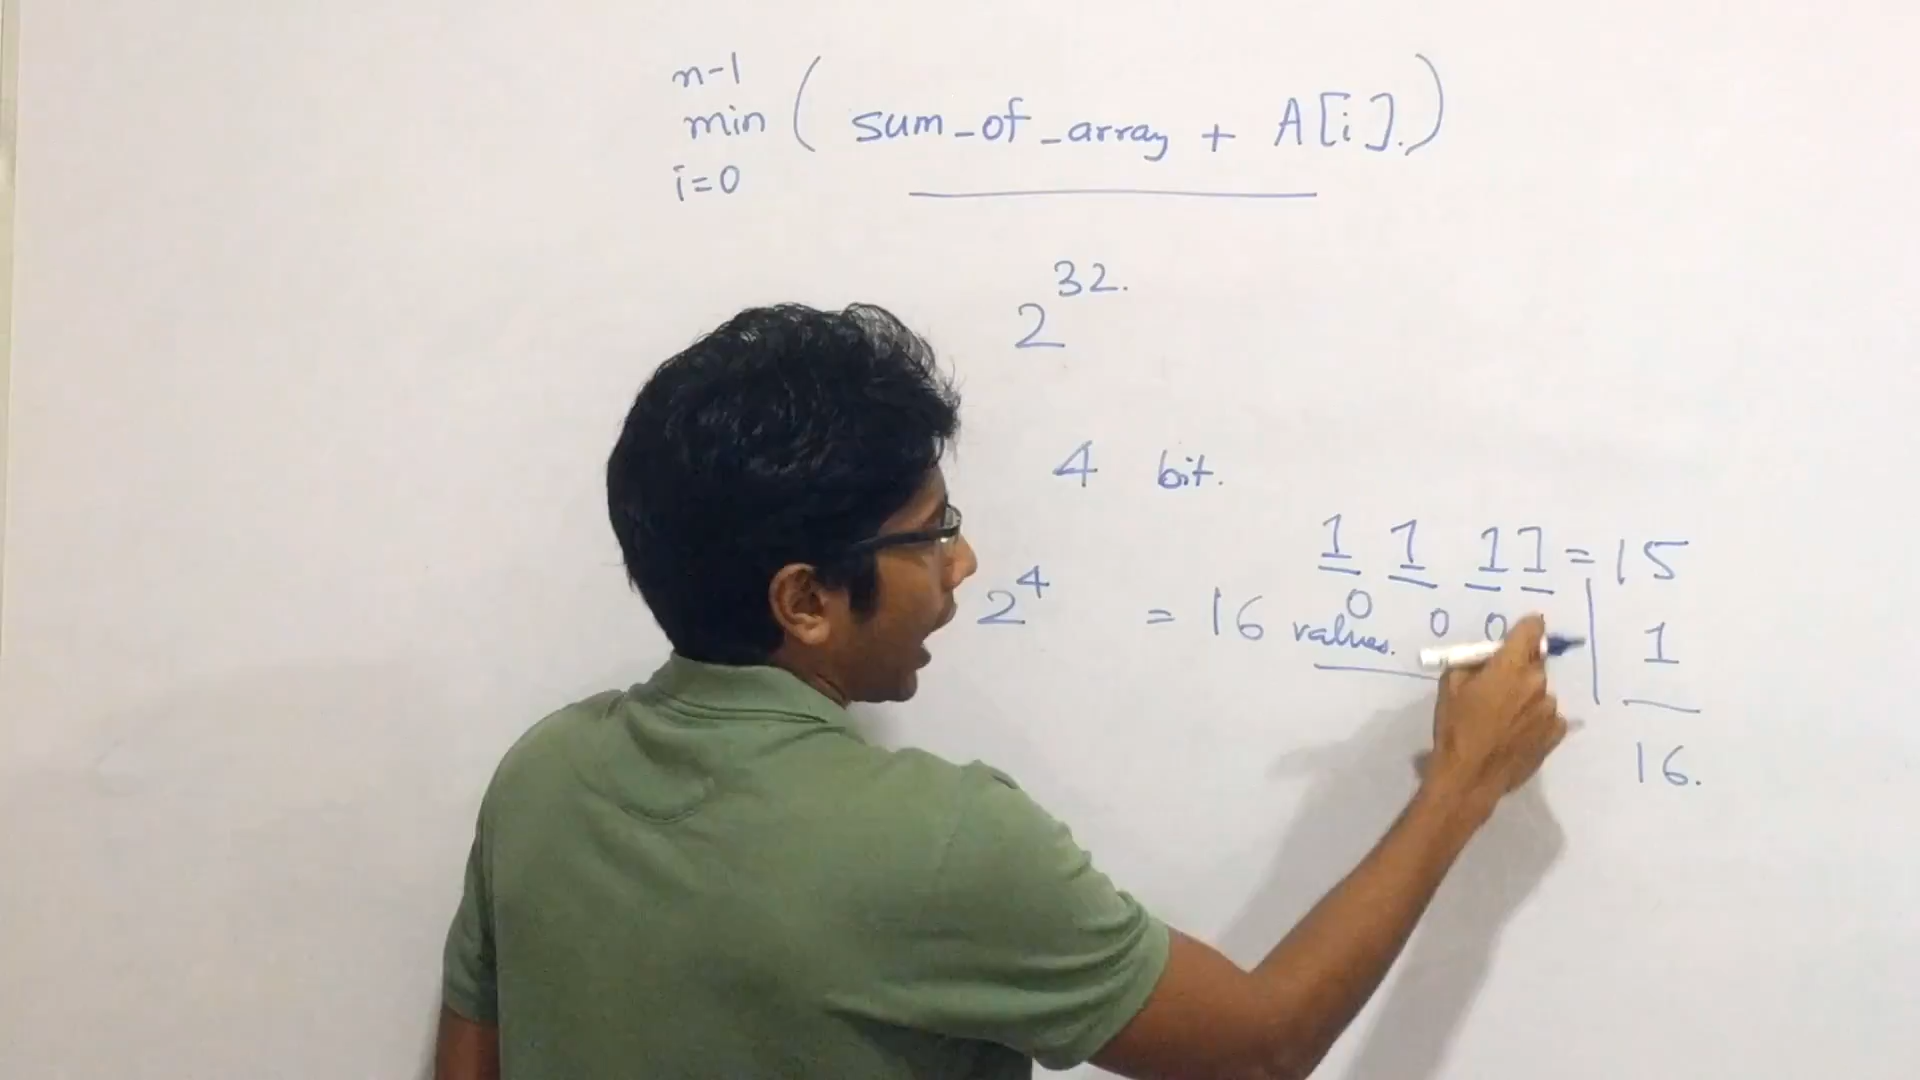 n-1
min ( sum_of_array + A[i]. )
i=0
2^32.
4 bit.
1 1 1 1 = 15
2^4 = 16 values.
0 0 0
1
16.